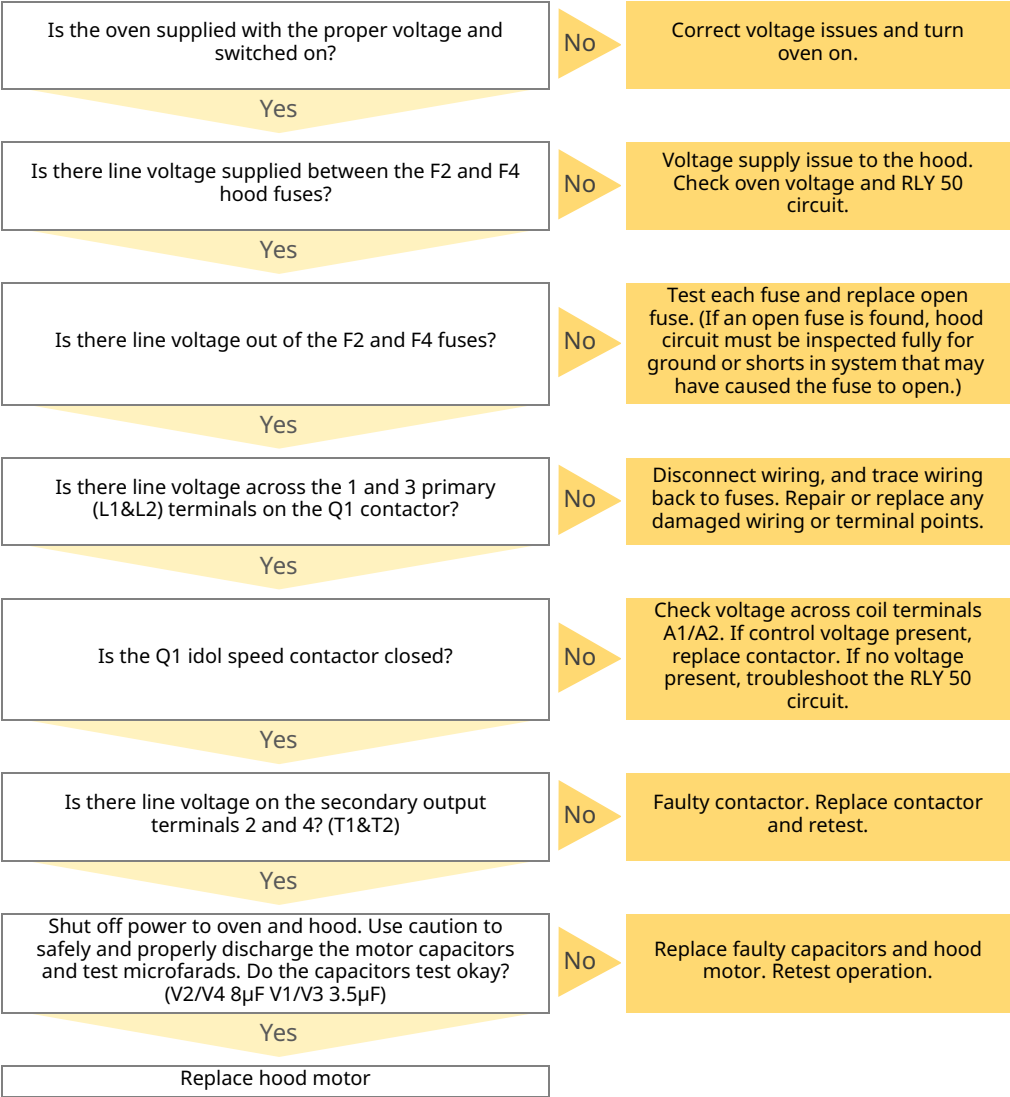 Is the oven supplied with the proper voltage and
switched on?
No
Correct voltage issues and turn
oven on.
Yes
Is there line voltage supplied between the F2 and F4
hood fuses?
No
Voltage supply issue to the hood.
Check oven voltage and RLY 50
circuit.
Yes
Is there line voltage out of the F2 and F4 fuses?
No
Test each fuse and replace open
fuse. (If an open fuse is found, hood
circuit must be inspected fully for
ground or shorts in system that may
have caused the fuse to open.)
Yes
Is there line voltage across the 1 and 3 primary
(L1&L2) terminals on the Q1 contactor?
No
Disconnect wiring, and trace wiring
back to fuses. Repair or replace any
damaged wiring or terminal points.
Yes
Is the Q1 idol speed contactor closed?
No
Check voltage across coil terminals
A1/A2. If control voltage present,
replace contactor. If no voltage
present, troubleshoot the RLY 50
circuit.
Yes
Is there line voltage on the secondary output
terminals 2 and 4? (T1&T2)
No
Faulty contactor. Replace contactor
and retest.
Yes
Shut off power to oven and hood. Use caution to
safely and properly discharge the motor capacitors
and test microfarads. Do the capacitors test okay?
(V2/V4 8µF V1/V3 3.5µF)
No
Replace faulty capacitors and hood
motor. Retest operation.
Yes
Replace hood motor